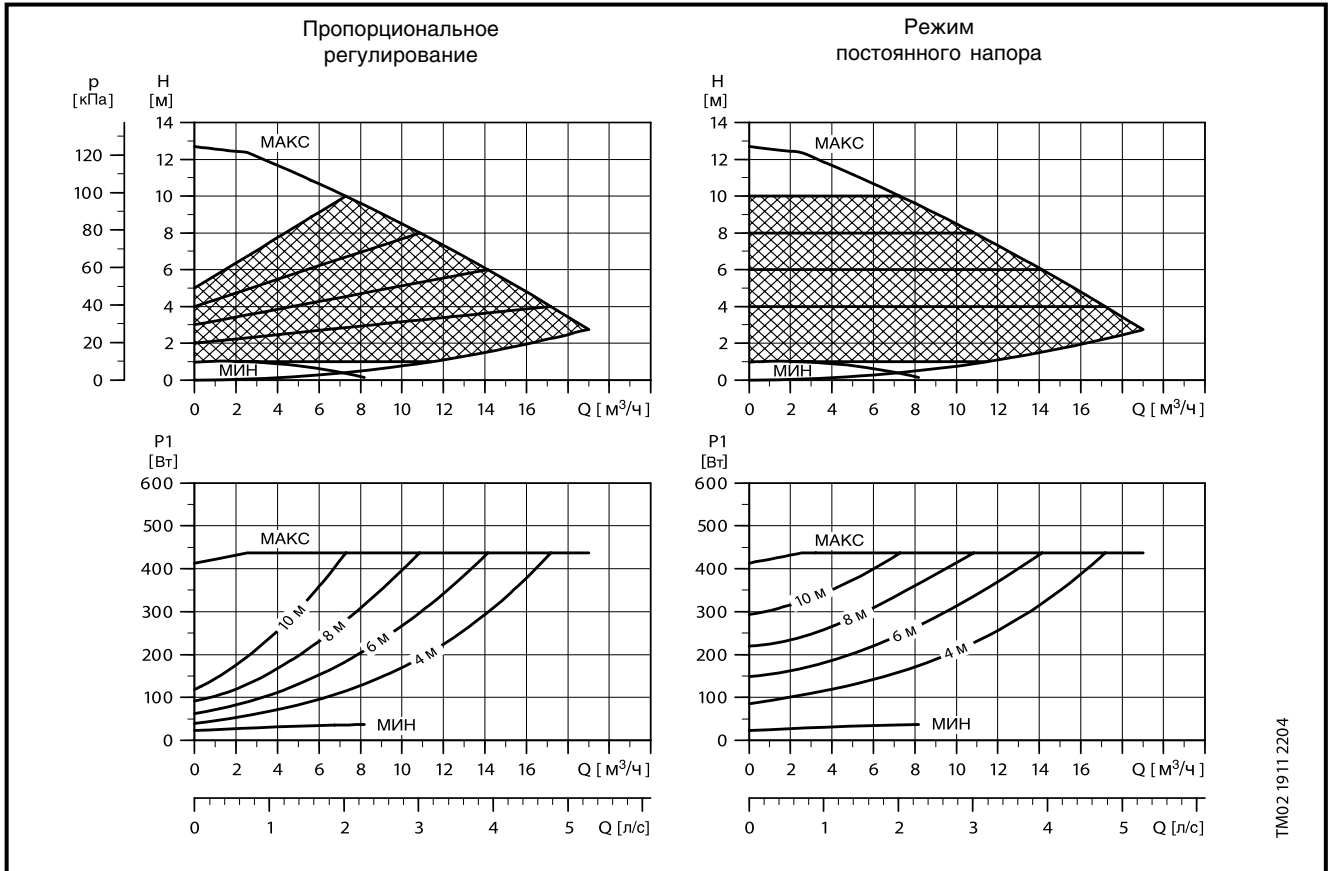 Пропорциональное
регулирование
Режим
постоянного напора
p
[кПа]
H
[м]
14
12
10
8
6
4
2
0
120
100
80
60
40
20
0
МАКС
МИН
0 2 4 6 8 10 12 14 16 Q [м³/ч]
H
[м]
14
12
10
8
6
4
2
0
МАКС
МИН
0 2 4 6 8 10 12 14 16 Q [м³/ч]
P1
[Вт]
600
500
400
300
200
100
0
МАКС
10 м
8 м
6 м
4 м
МИН
0 2 4 6 8 10 12 14 16 Q [м³/ч]
0 1 2 3 4 5 Q [л/с]
P1
[Вт]
600
500
400
300
200
100
0
МАКС
10 м
8 м
6 м
4 м
МИН
0 2 4 6 8 10 12 14 16 Q [м³/ч]
0 1 2 3 4 5 Q [л/с]
TM02 1911 2204